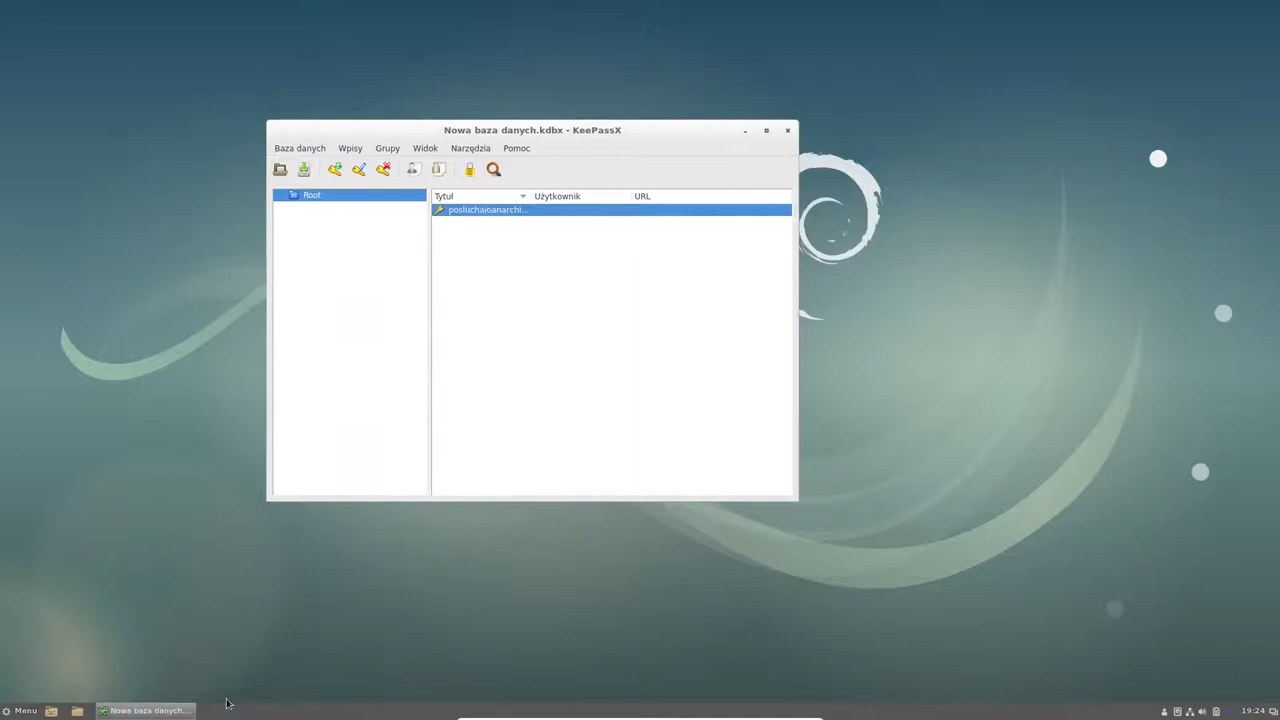 Nowa baza danych.kdbx - KeePassX
Baza danych Wpisy Grupy Widok Narzędzia Pomoc
Root
Tytuł Użytkownik URL
posluchajoanarchi...
Menu
Nowa baza danych....
19:24